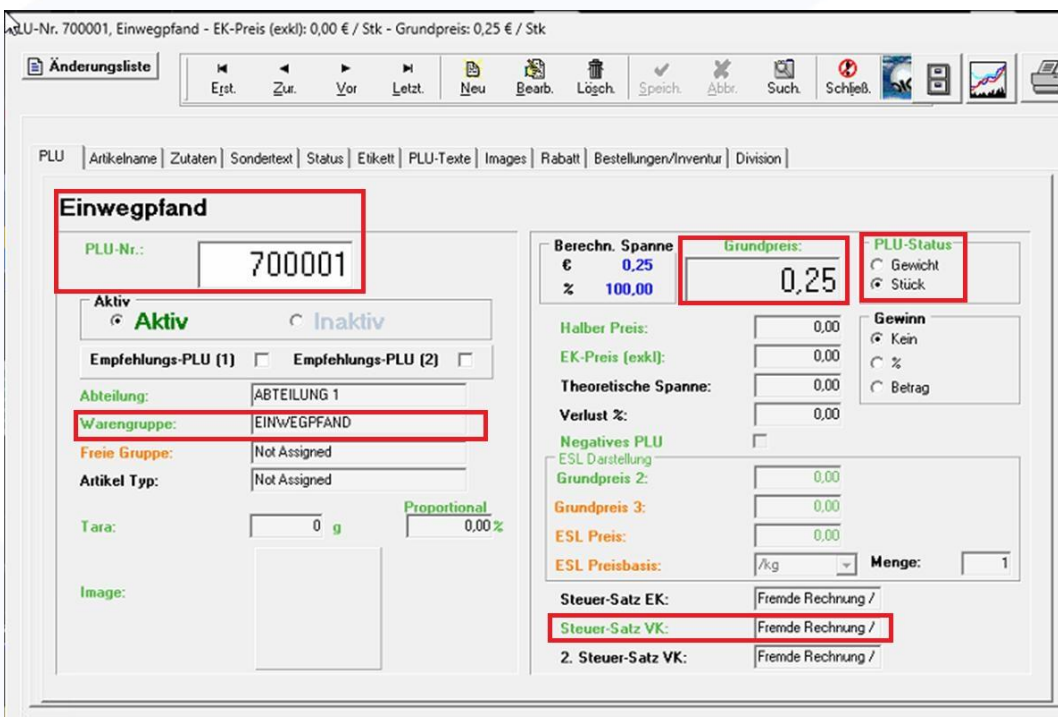 LU-Nr. 700001, Einwegpfand - EK-Preis (exkl): 0,00 € / Stk - Grundpreis: 0,25 € / Stk
Änderungsliste
Erst. Zur. Vor Letzt. Neu Bearb. Lösch. Speich. Abbr. Such. Schließ.
PLU Artikelname Zutaten Sondertext Status Etikett PLU-Texte Images Rabatt Bestellungen/Inventur Division
Einwegpfand
PLU-Nr.: 700001
Aktiv
Aktiv Inaktiv
Empfehlungs-PLU (1) Empfehlungs-PLU (2)
Abteilung: ABTEILUNG 1
Warengruppe: EINWEGPFAND
Freie Gruppe: Not Assigned
Artikel Typ: Not Assigned
Proportional
Tara: 0 g 0,00 %
Image:
Berechn. Spanne
€ 0,25
% 100,00
Grundpreis:
0,25
PLU-Status
Gewicht
Stück
Halber Preis: 0,00
EK-Preis (exkl): 0,00
Theoretische Spanne: 0,00
Verlust %: 0,00
Negatives PLU
Gewinn
Kein
%
Betrag
ESL Darstellung
Grundpreis 2: 0,00
Grundpreis 3: 0,00
ESL Preis: 0,00
ESL Preisbasis: /kg Menge: 1
Steuer-Satz EK: Fremde Rechnung /
Steuer-Satz VK: Fremde Rechnung /
2. Steuer-Satz VK: Fremde Rechnung /